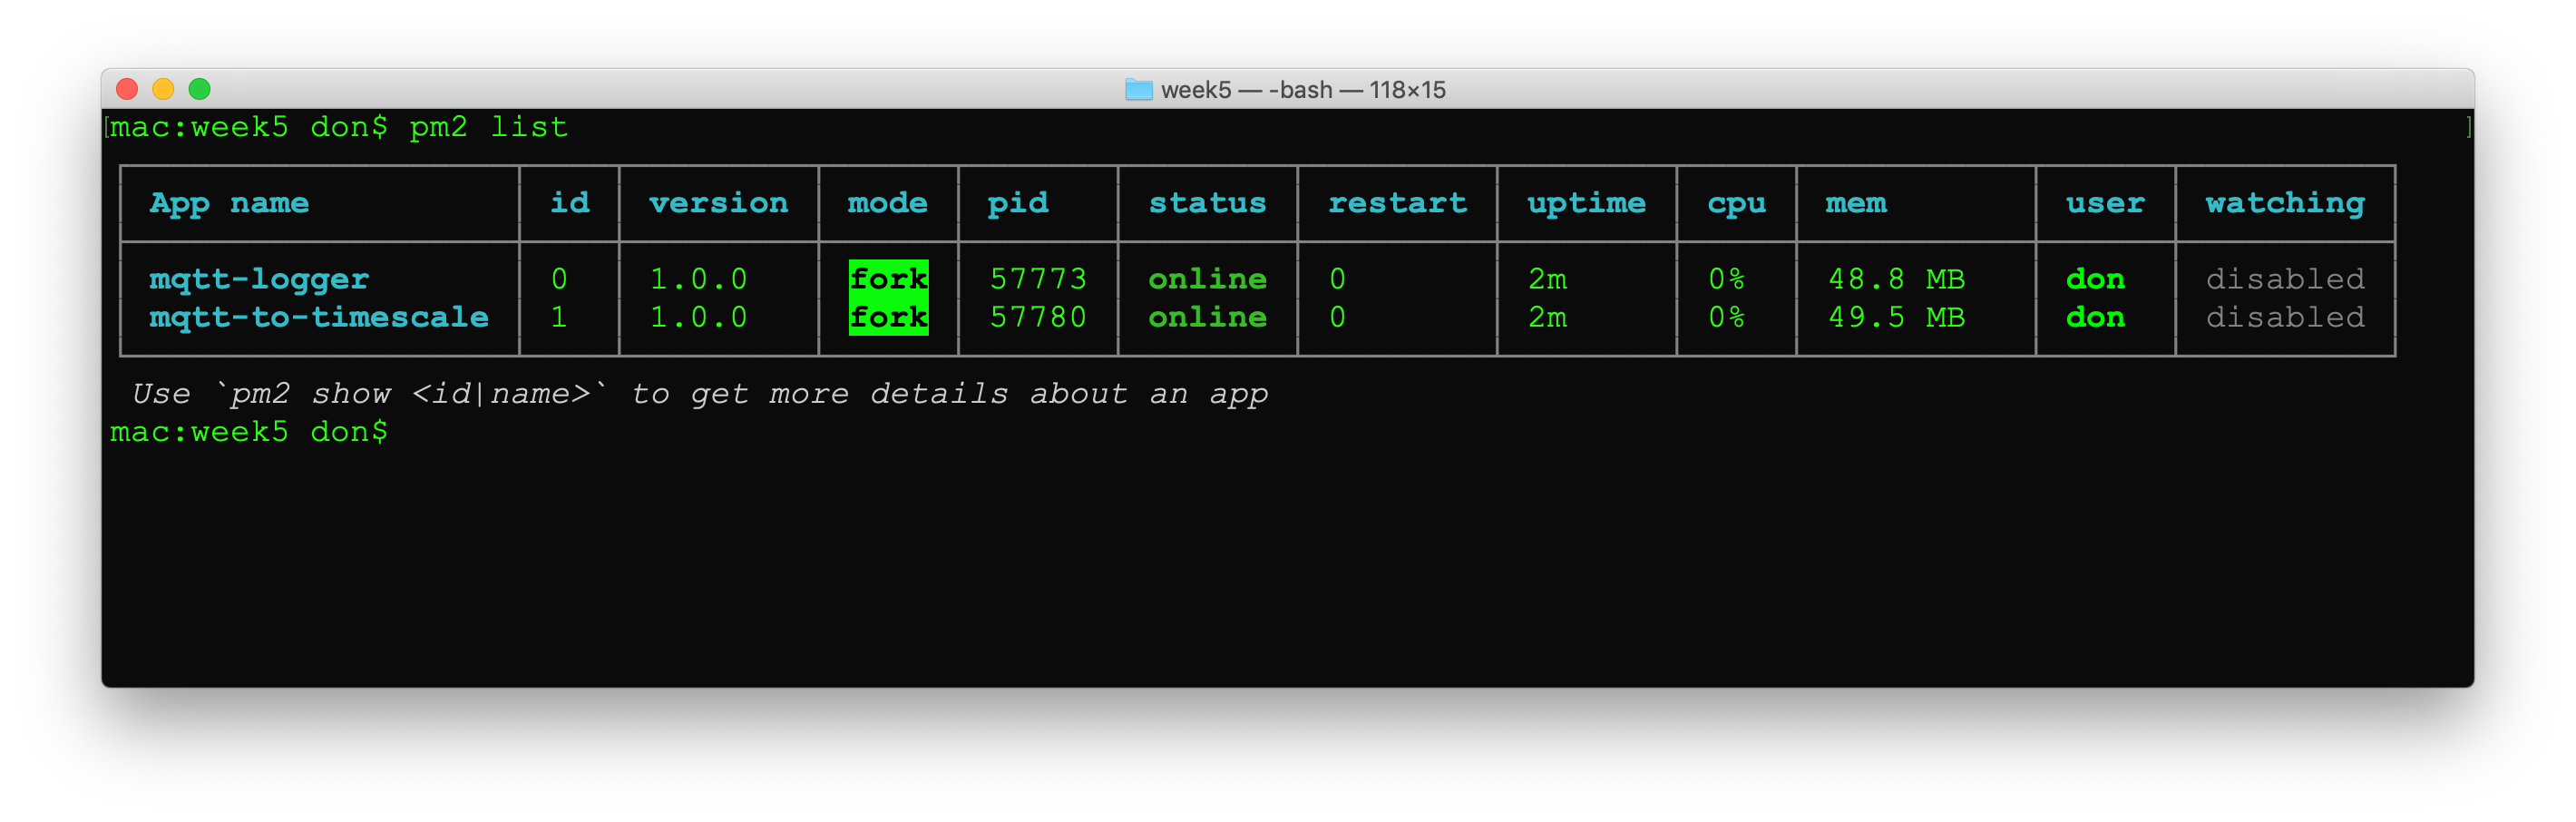 week5 — -bash — 118×15
mac:week5 don$ pm2 list
App name id version mode pid status restart uptime cpu mem user watching
mqtt-logger 0 1.0.0 fork 57773 online 0 2m 0% 48.8 MB don disabled
mqtt-to-timescale 1 1.0.0 fork 57780 online 0 2m 0% 49.5 MB don disabled
Use `pm2 show <id|name>` to get more details about an app
mac:week5 don$